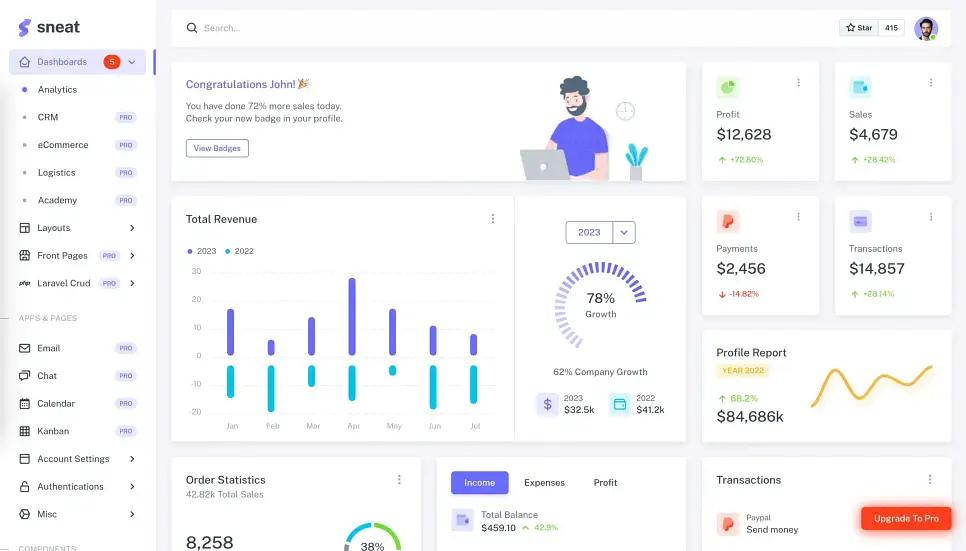 sneat
Dashboards 5
Analytics
CRM PRO
eCommerce PRO
Logistics PRO
Academy PRO
Layouts
Front Pages PRO
php Laravel Crud PRO
APPS & PAGES
Email PRO
Chat PRO
Calendar PRO
Kanban PRO
Account Settings
Authentications
Misc
COMPONENTS
Search...
Star 415
Congratulations John!🎉
You have done 72% more sales today.
Check your new badge in your profile.
View Badges
Profit
$12,628
+72.80%
Sales
$4,679
+28.42%
Total Revenue
2023 2022
30
20
10
0
-10
-20
Jan Feb Mar Apr May Jun Jul
2023
78%
Growth
62% Company Growth
2023
$32.5k
2022
$41.2k
Payments
$2,456
-14.82%
Transactions
$14,857
+28.14%
Profile Report
YEAR 2022
68.2%
$84,686k
Order Statistics
42.82k Total Sales
8,258
38%
Income Expenses Profit
Total Balance
$459.10 42.9%
Transactions
Paypal
Send money
Upgrade To Pro